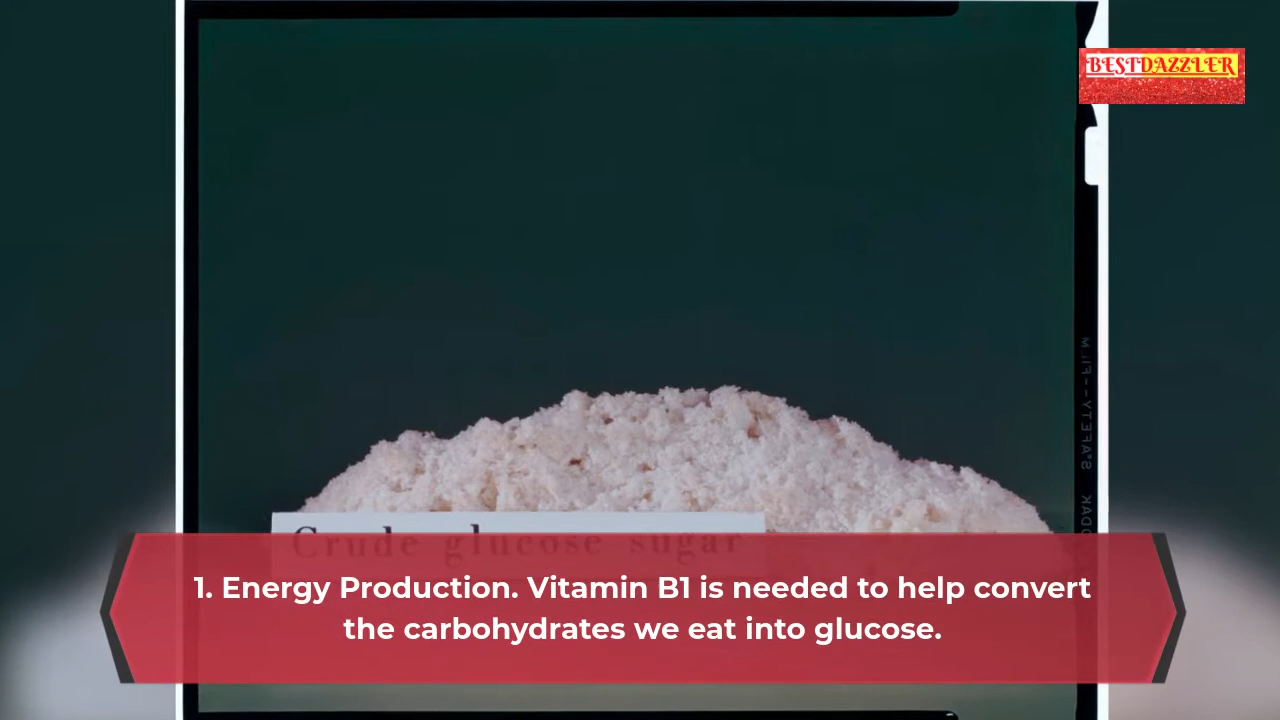 BESTDAZZLER
Crude glucose sugar
1. Energy Production. Vitamin B1 is needed to help convert
the carbohydrates we eat into glucose.